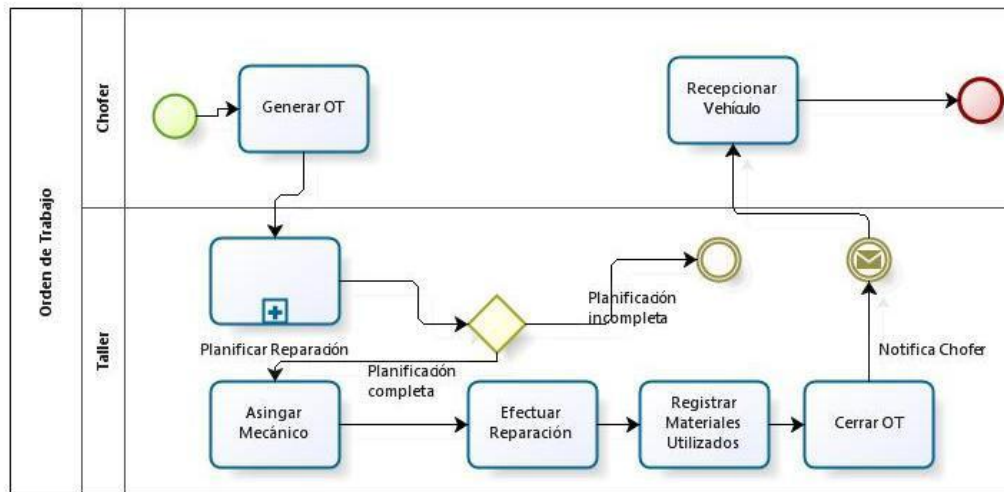 Orden de Trabajo
Chofer
Generar OT
Recepcionar
Vehículo
Taller
Planificar Reparación
Planificación
incompleta
Planificación
completa
Notifica Chofer
Asingar
Mecánico
Efectuar
Reparación
Registrar
Materiales
Utilizados
Cerrar OT